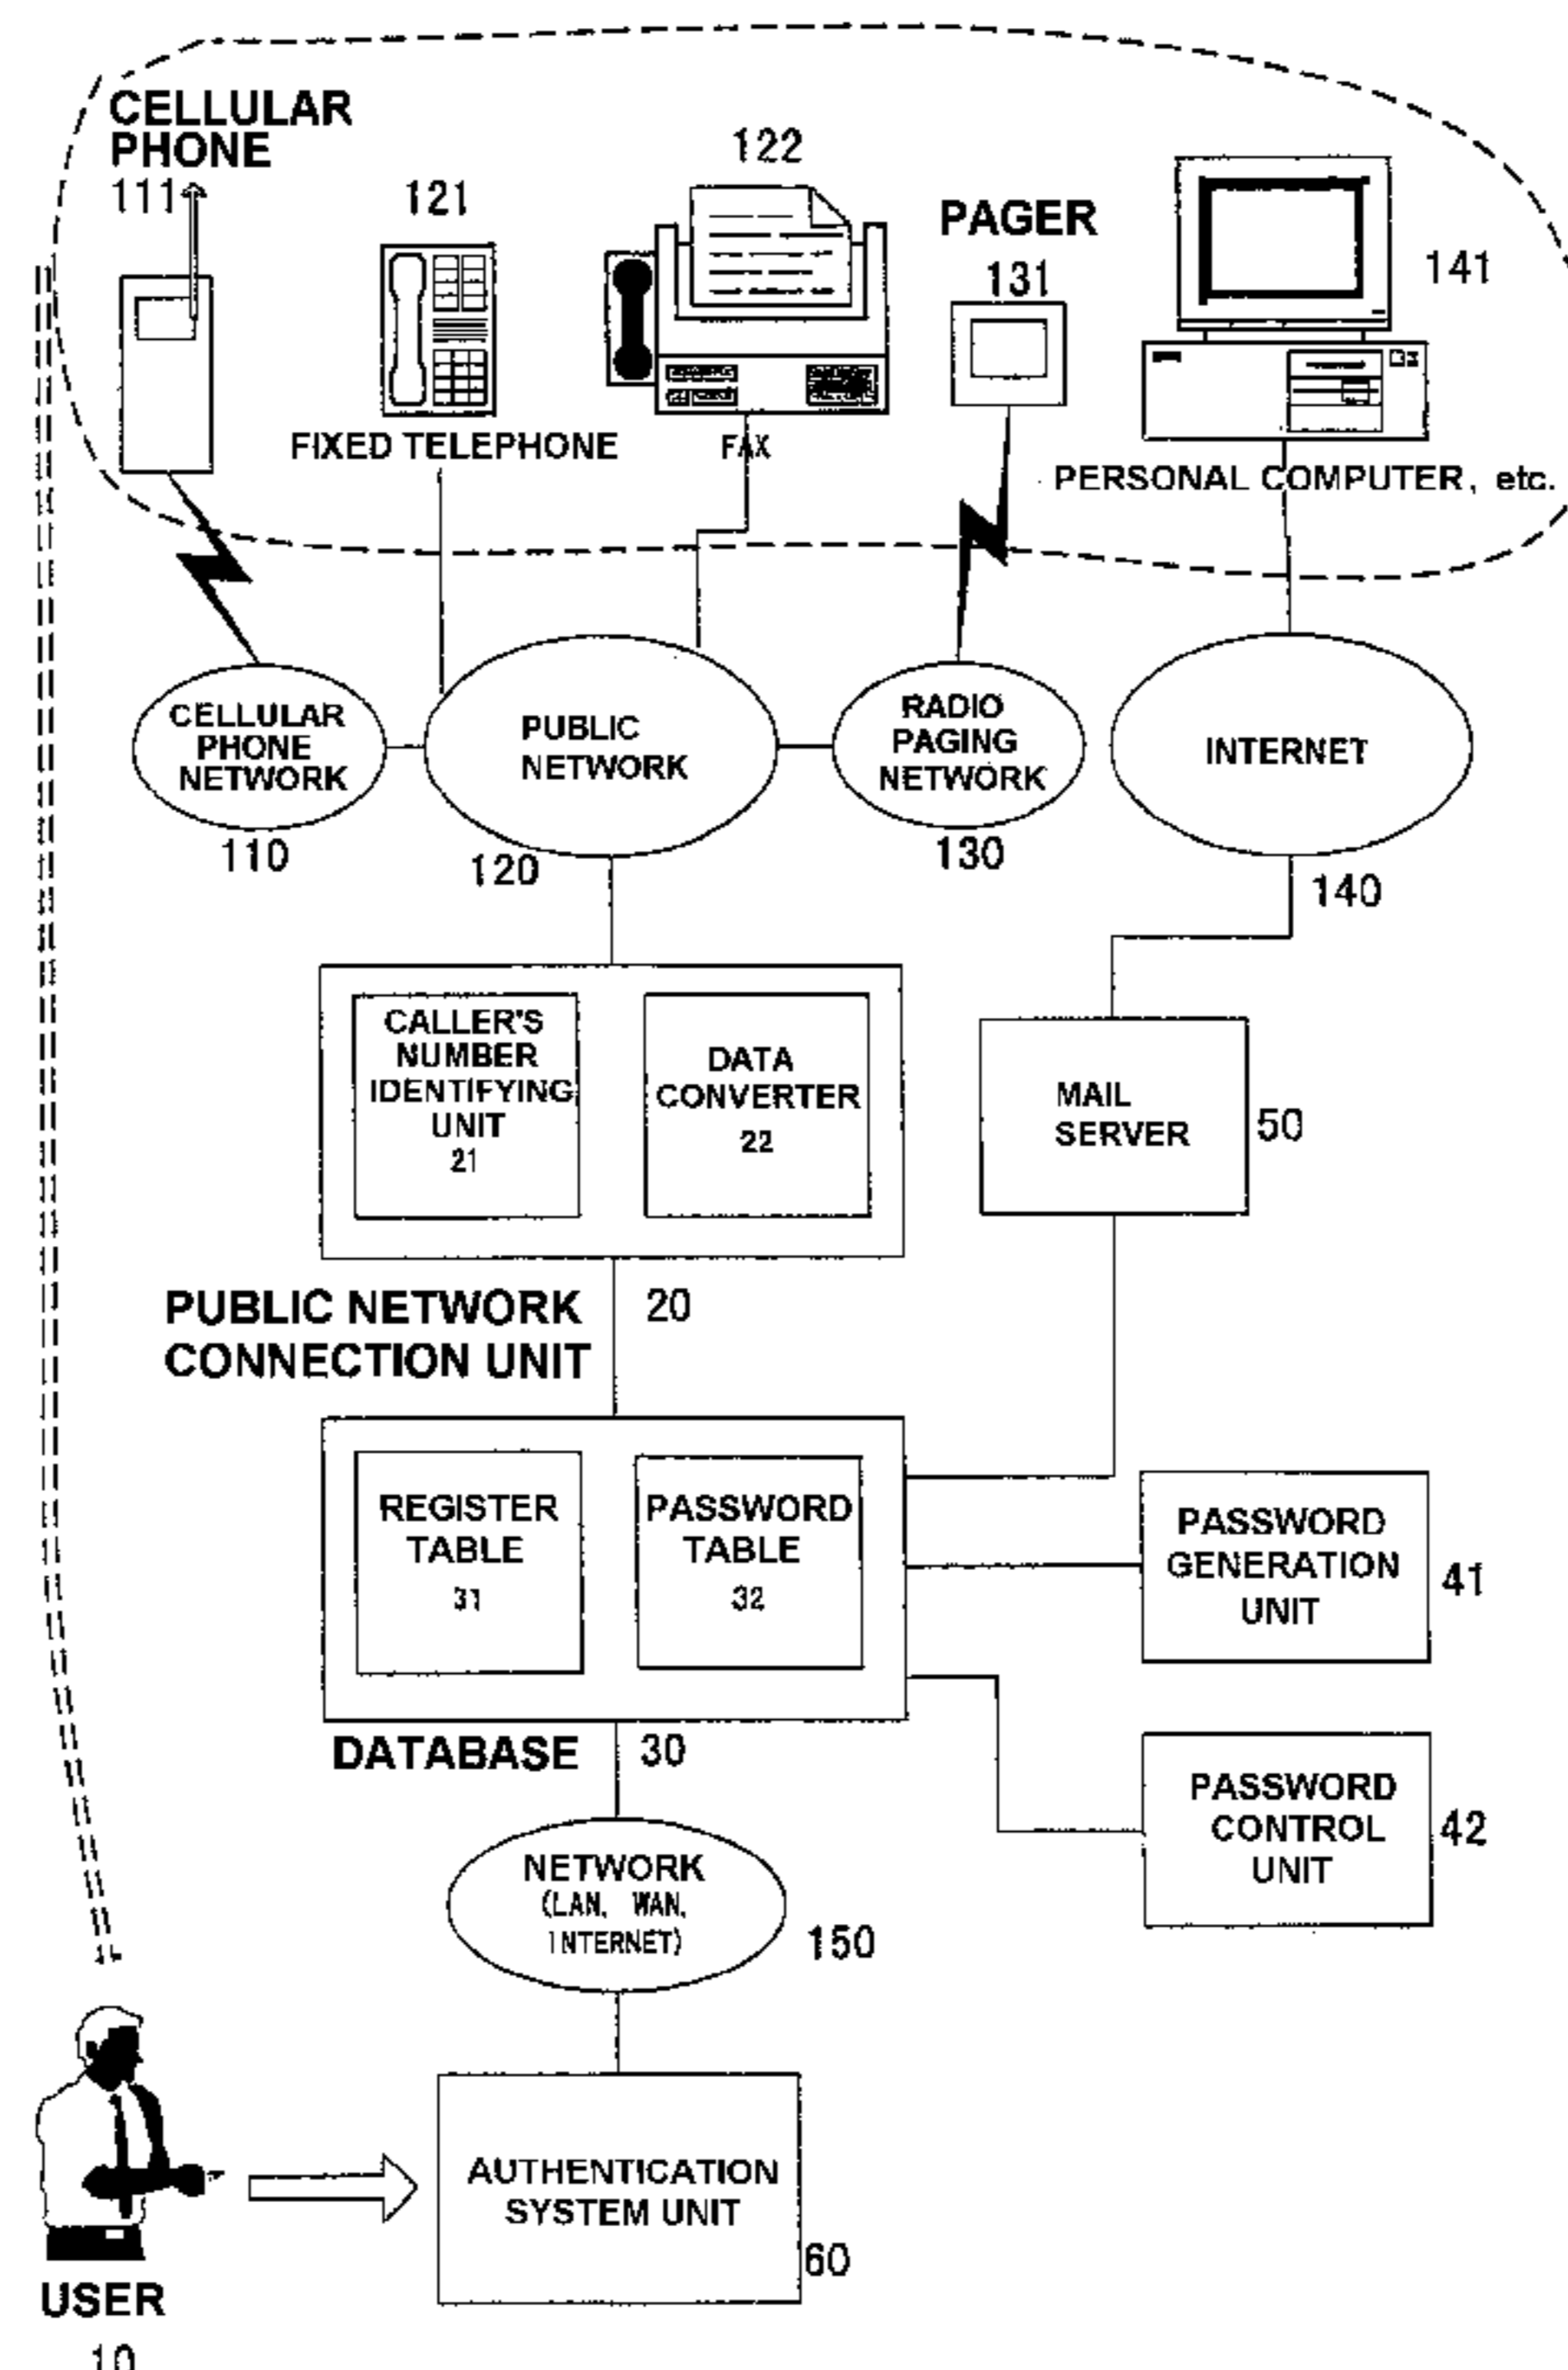 CELLULAR
PHONE
111
121
122
PAGER
131
141
FIXED TELEPHONE
FAX
PERSONAL COMPUTER, etc.
CELLULAR
PHONE
NETWORK
110
PUBLIC
NETWORK
120
RADIO
PAGING
NETWORK
130
INTERNET
140
CALLER'S
NUMBER
IDENTIFYING
UNIT
21
DATA
CONVERTER
22
MAIL
SERVER
50
PUBLIC NETWORK
CONNECTION UNIT
20
REGISTER
TABLE
31
PASSWORD
TABLE
32
PASSWORD
GENERATION
UNIT
41
DATABASE
30
PASSWORD
CONTROL
UNIT
42
NETWORK
(LAN, WAN,
INTERNET)
150
AUTHENTICATION
SYSTEM UNIT
60
USER
10